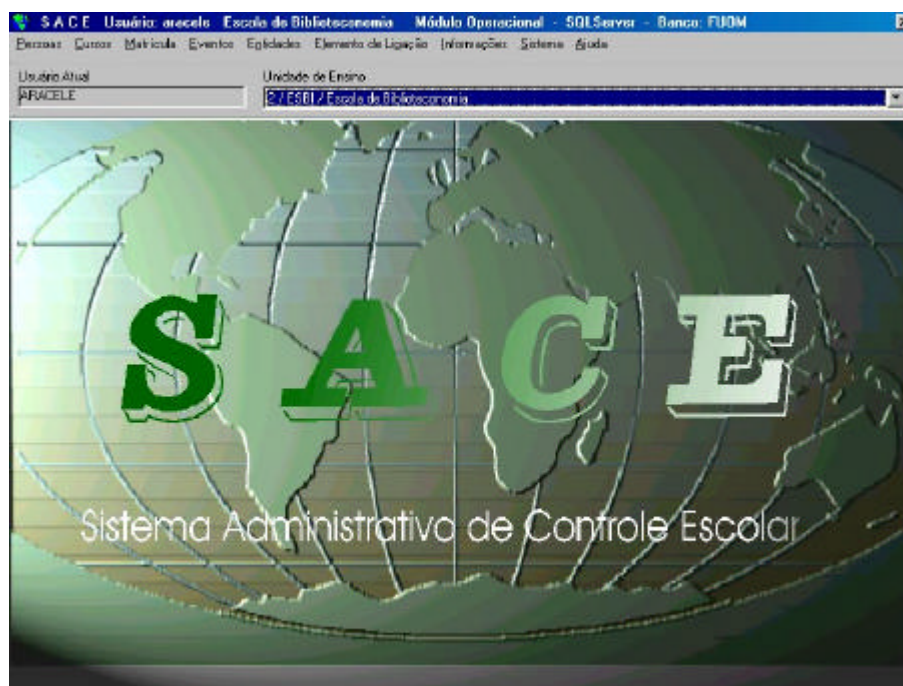 S A C E Usuário: aracele Escola de Biblioteconomia Módulo Operacional - SQLServer - Banco: FUOM
Pessoas Cursos Matrícula Eventos Entidades Elemento de Ligação Informações Sistema Ajuda
Usuário Atual Unidade de Ensino
ARACELE 2 / ESBI / Escola de Biblioteconomia
S A C E
Sistema Administrativo de Controle Escolar